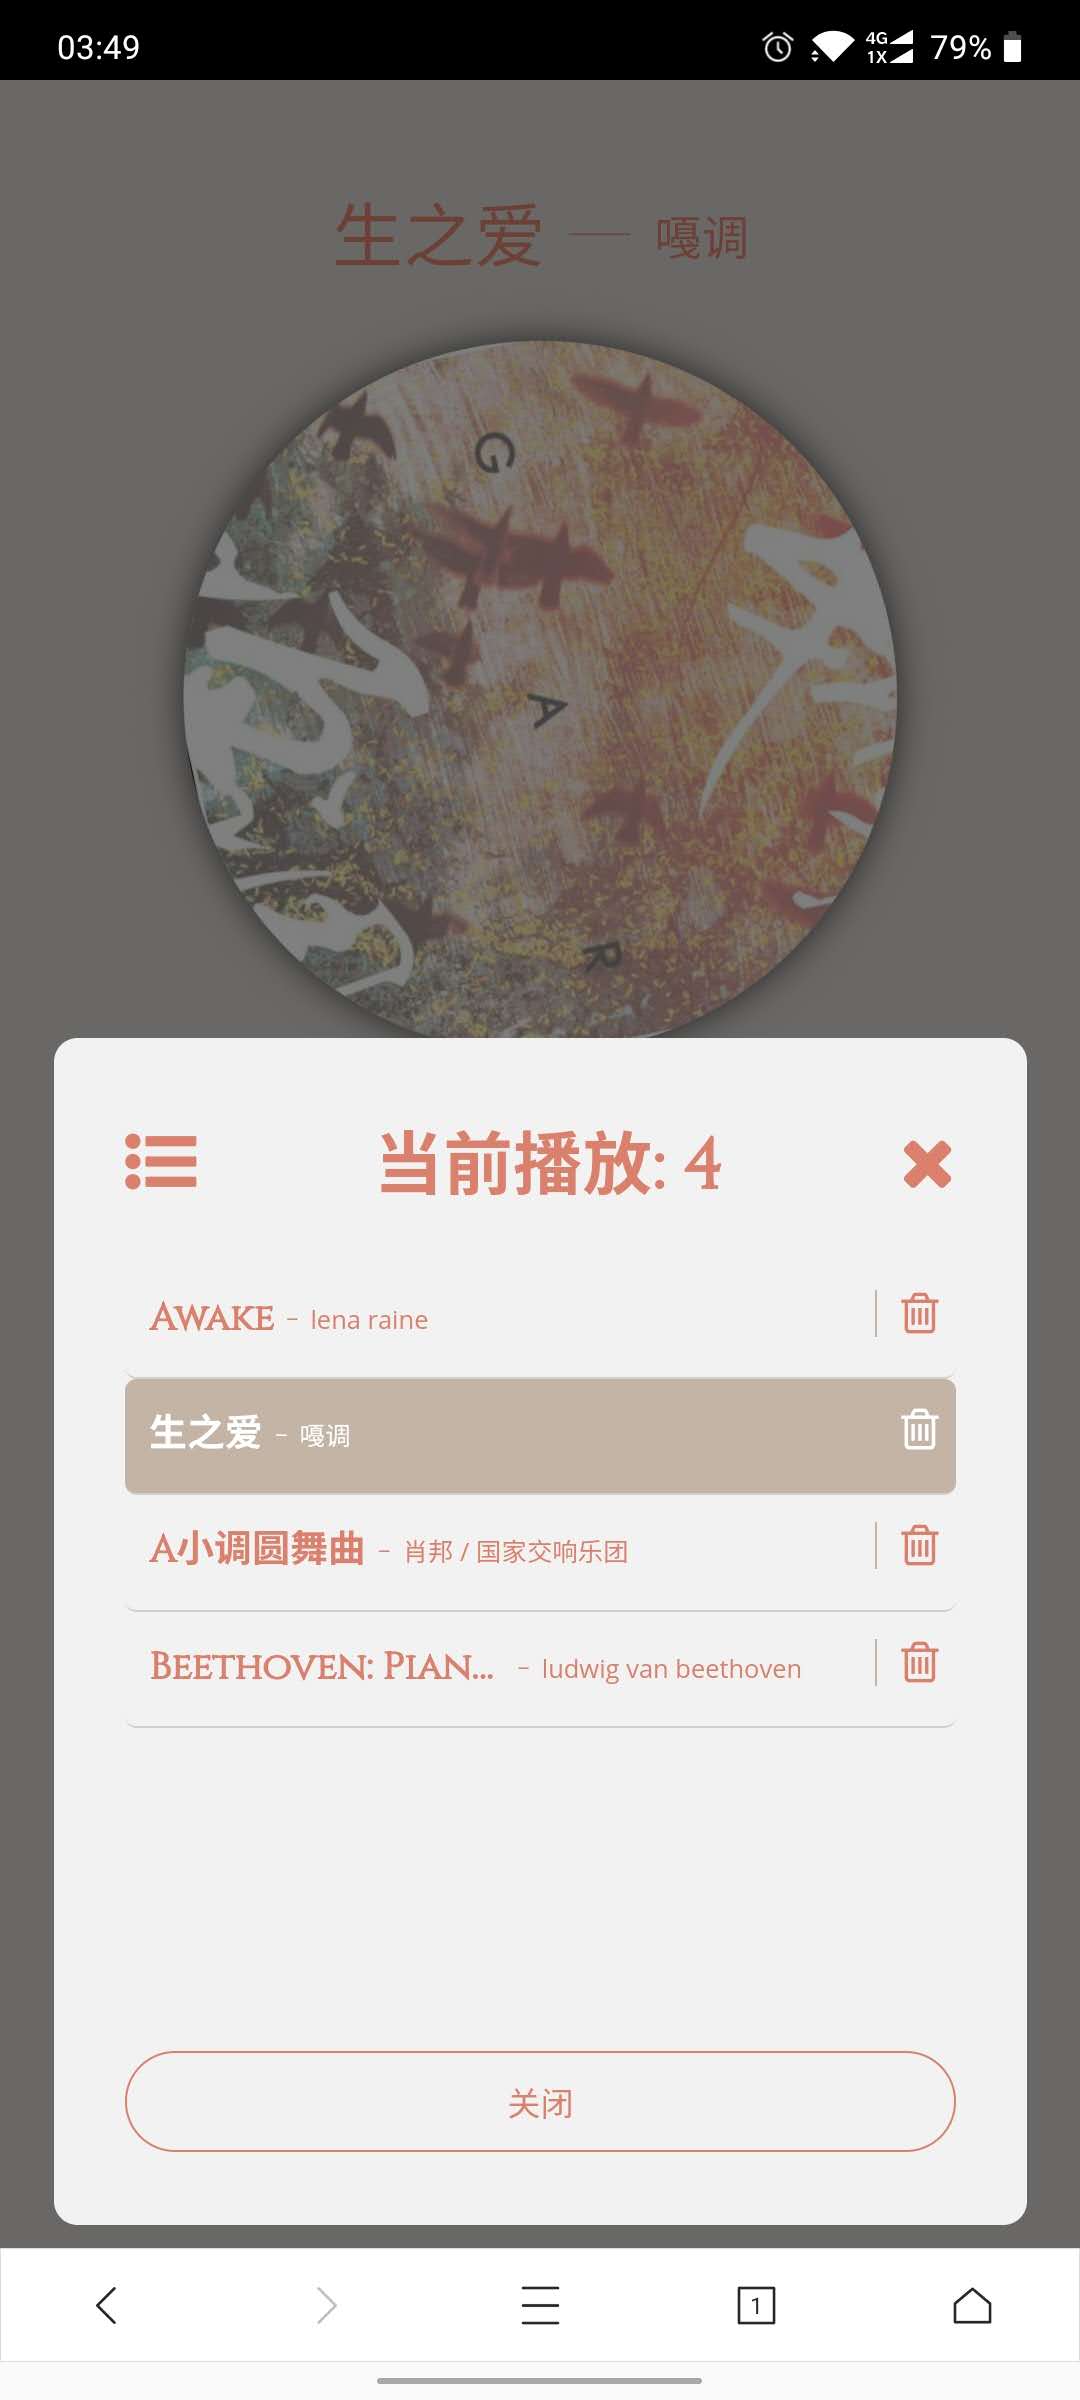 03:49 4G 1X 79%
生之爱 — 嘎调
G
A
R
当前播放: 4
AWAKE - lena raine
生之爱 - 嘎调
A小调圆舞曲 - 肖邦 / 国家交响乐团
BEETHOVEN: PIAN... - ludwig van beethoven
关闭
1